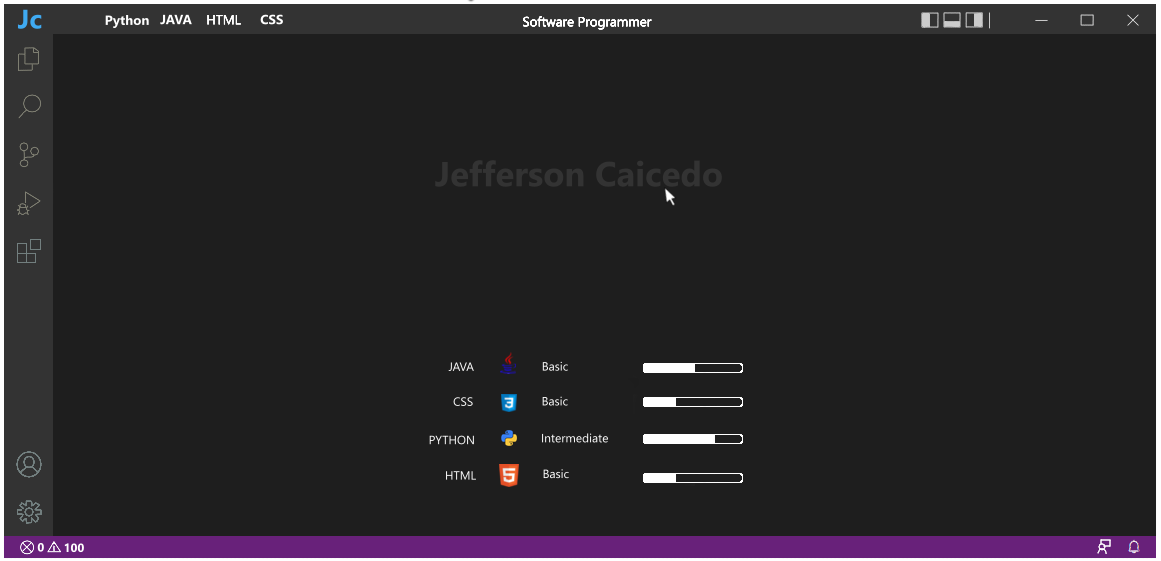 Jc Python JAVA HTML CSS Software Programmer
Jefferson Caicedo
JAVA Basic
CSS 3 Basic
PYTHON Intermediate
HTML 5 Basic
0 100